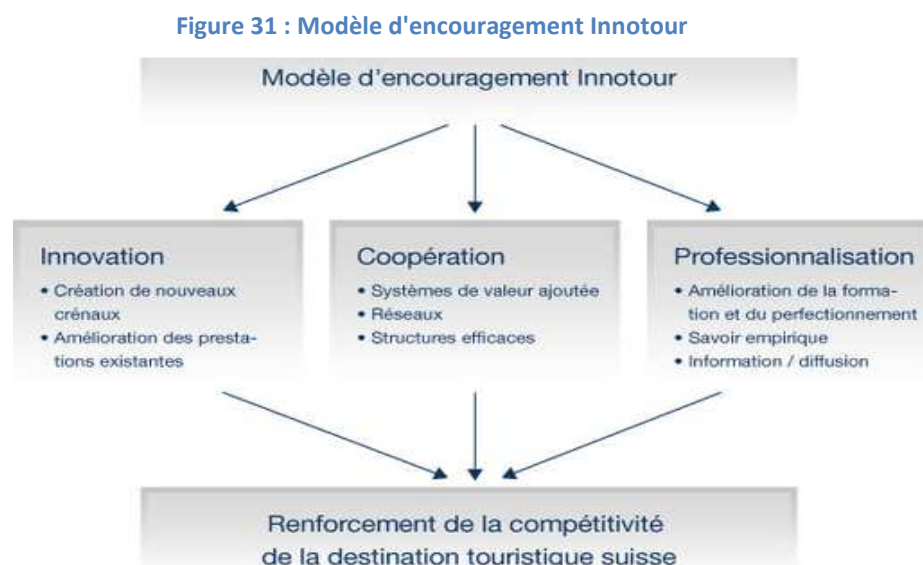 Figure 31 : Modèle d'encouragement Innotour
Modèle d'encouragement Innotour
Innovation
• Création de nouveaux
crénaux
• Amélioration des presta-
tions existantes
Coopération
• Systèmes de valeur ajoutée
• Réseaux
• Structures efficaces
Professionnalisation
• Amélioration de la forma-
tion et du perfectionnement
• Savoir empirique
• Information / diffusion
Renforcement de la compétitivité
de la destination touristique suisse